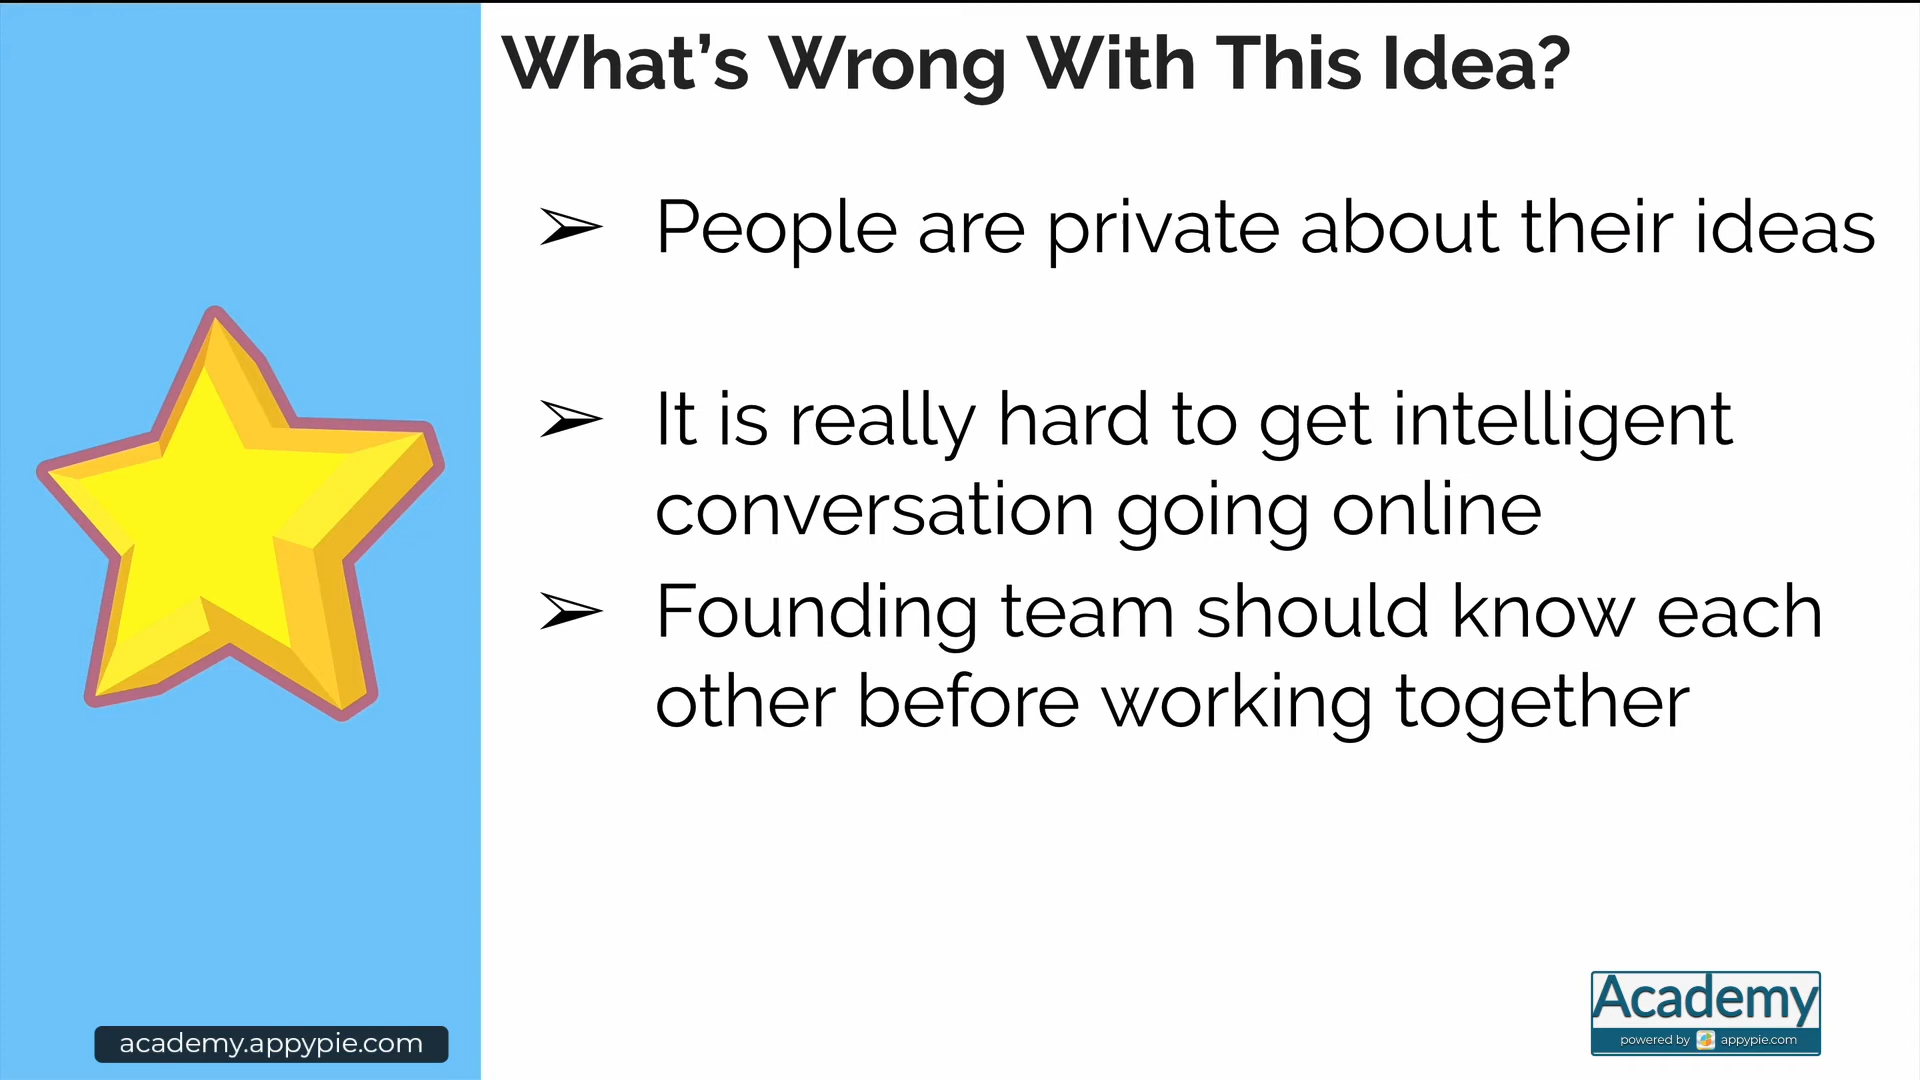 What’s Wrong With This Idea?
➢ People are private about their ideas
➢ It is really hard to get intelligent
conversation going online
➢ Founding team should know each
other before working together
academy.appypie.com
Academy
powered by appypie.com